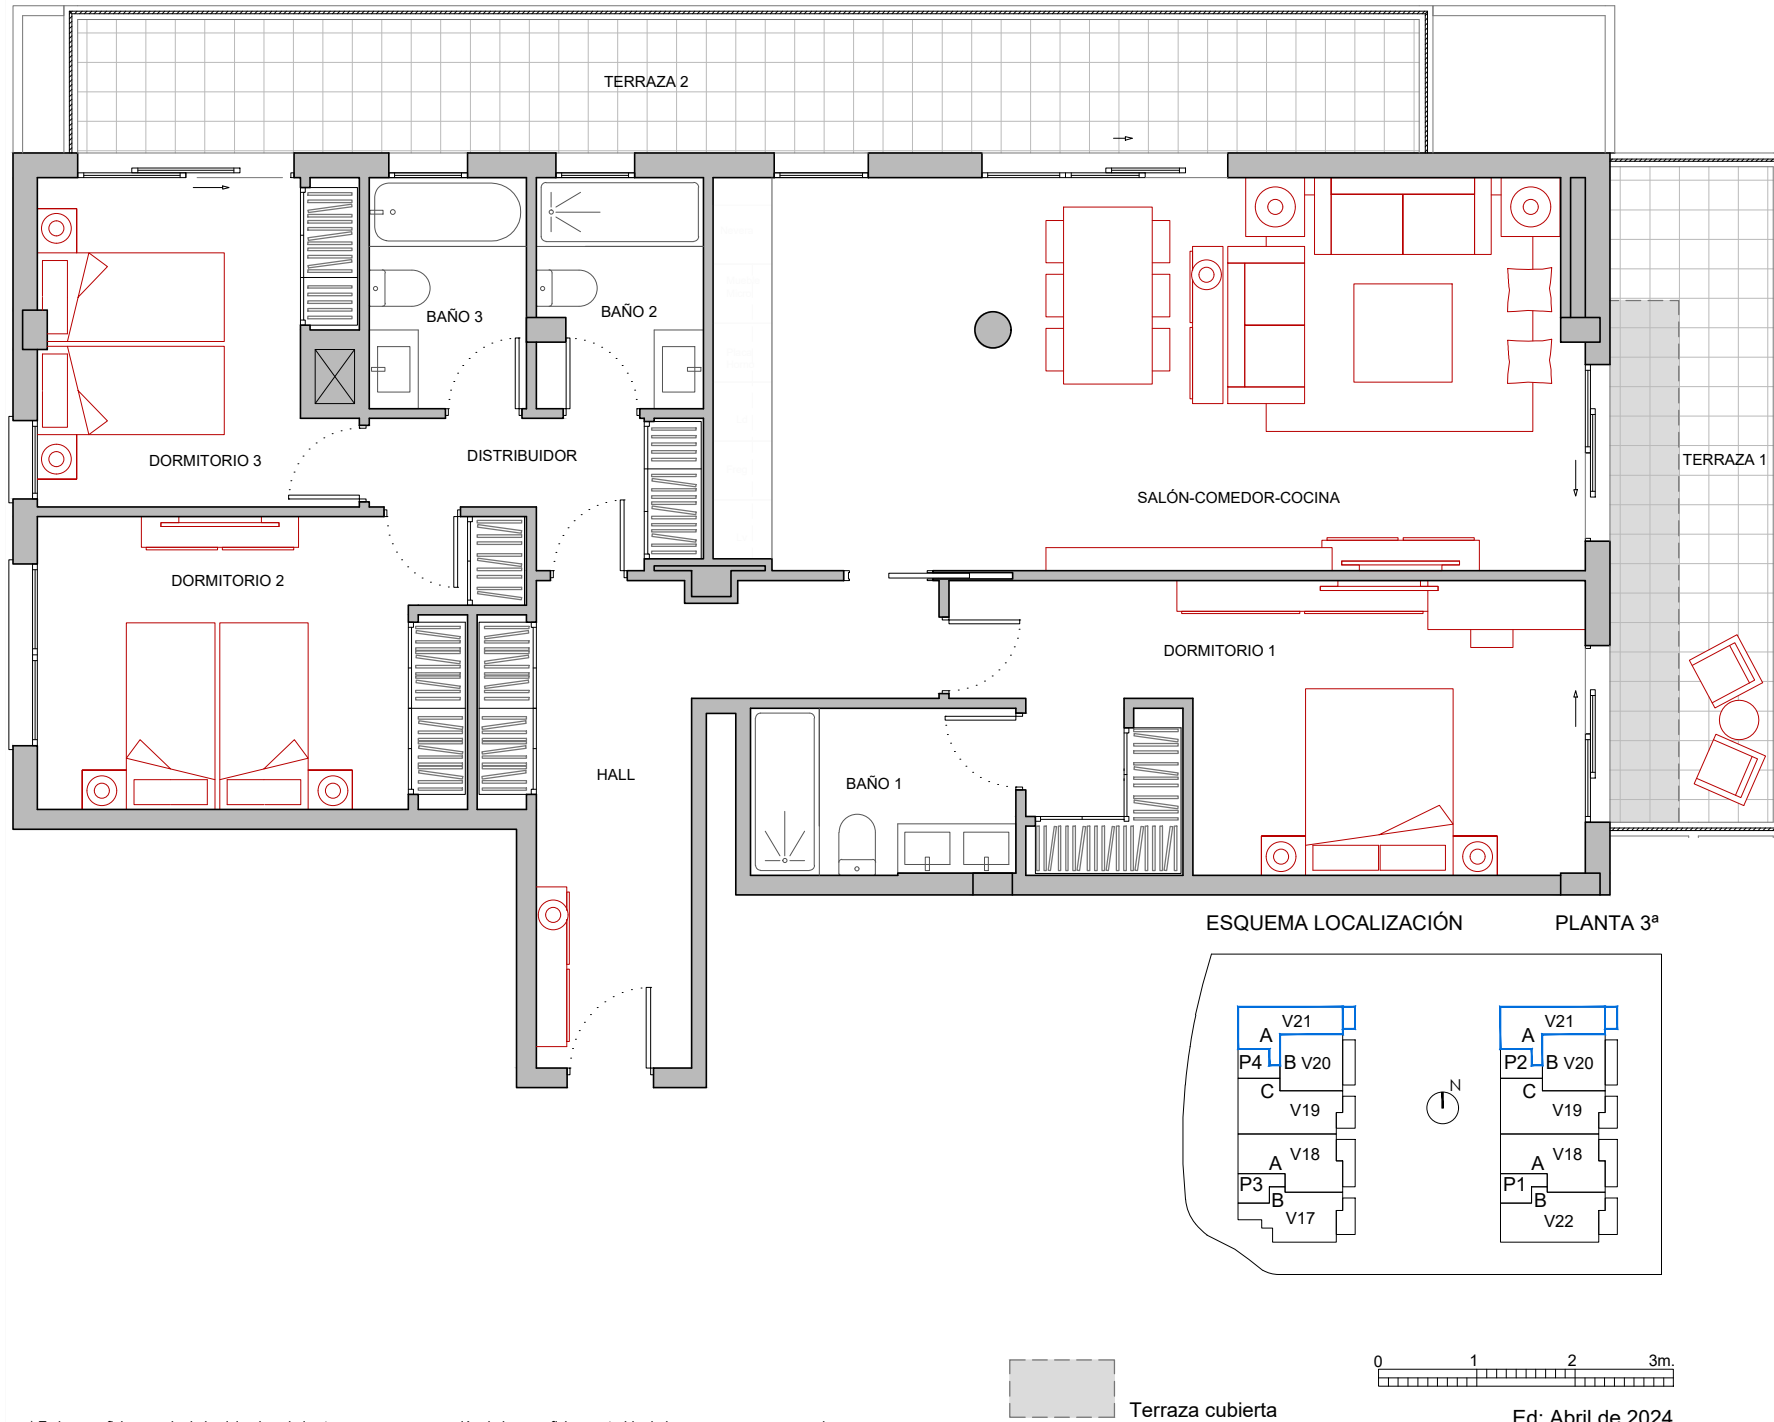 TERRAZA 2
BAÑO 3
BAÑO 2
DORMITORIO 3
DISTRIBUIDOR
TERRAZA 1
SALÓN-COMEDOR-COCINA
DORMITORIO 2
DORMITORIO 1
HALL
BAÑO 1
ESQUEMA LOCALIZACIÓN
PLANTA 3ª
V21
A
P4
B
V20
C
V19
V18
A
P3
B
V17
N
V21
A
P2
B
V20
C
V19
V18
A
P1
B
V22
0 1 2 3m.
Terraza cubierta
Ed: Abril de 2024